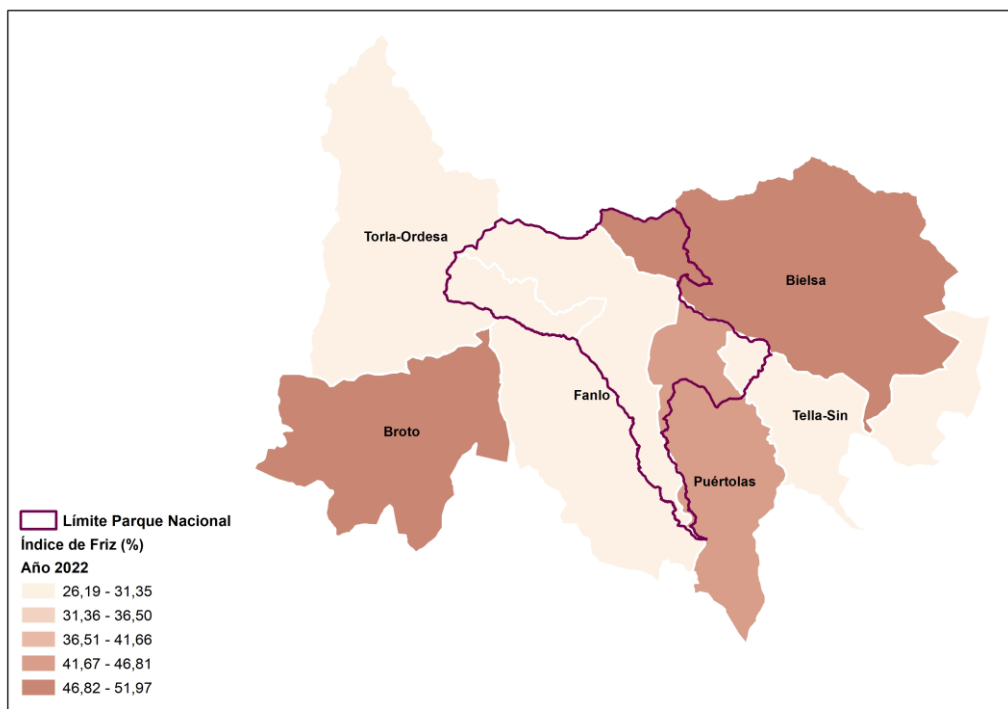 Torla-Ordesa
Bielsa
Fanlo
Tella-Sin
Broto
Puértolas
Límite Parque Nacional
Índice de Friz (%)
Año 2022
26,19 - 31,35
31,36 - 36,50
36,51 - 41,66
41,67 - 46,81
46,82 - 51,97